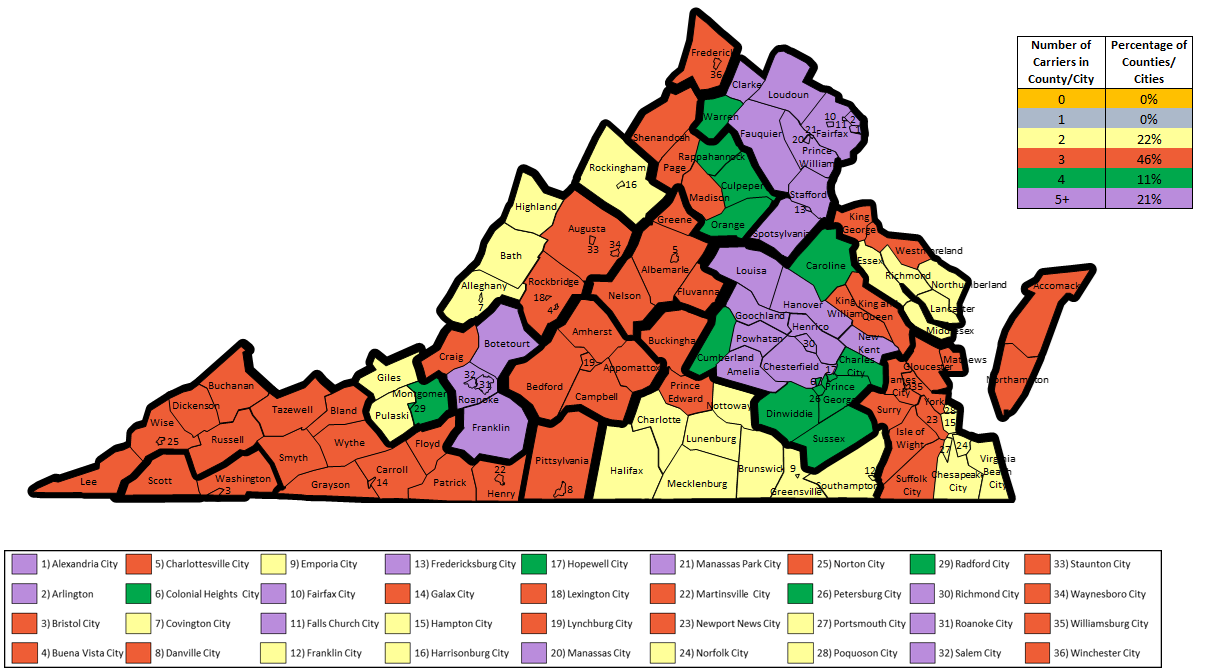 Number of Carriers in County/City Percentage of Counties/ Cities
0 0%
1 0%
2 22%
3 46%
4 11%
5+ 21%
Frederick
36
Clarke
Loudoun
Warren
Fauquier
10
11
2
1
21
Fairfax
20
Prince
William
Shenandoah
Page
Rappahannock
Culpeper
Madison
Stafford
13
Orange
Spotsylvania
Rockingham
16
Highland
Greene
Augusta
33
34
5
Albemarle
Bath
Rockbridge
18
4
Nelson
Fluvanna
Alleghany
7
Louisa
Caroline
King
George
Westmoreland
Essex
Richmond
Northumberland
Lancaster
Middlesex
Accomack
Northampton
Hanover
King
William
King and
Queen
Goochland
Henrico
30
New
Kent
Powhatan
Charles
City
Chesterfield
17
Cumberland
Amelia
Buckingham
Amherst
19
Appomattox
Bedford
Campbell
Botetourt
Craig
32
31
Roanoke
Franklin
Giles
Montgomery
29
Pulaski
Floyd
Prince
Edward
Nottoway
Charlotte
Lunenburg
6
26
Prince
George
Dinwiddie
Sussex
Surry
James
City
35
Gloucester
Mathews
York
23
28
15
Isle of
Wight
27
24
Chesapeake
City
Virginia
Beach
City
Suffolk
City
12
Southampton
9
Greensville
Brunswick
Mecklenburg
Halifax
Pittsylvania
8
22
Henry
Patrick
Carroll
14
Grayson
Wythe
Bland
Smyth
Tazewell
Buchanan
Dickenson
Wise
25
Russell
Washington
3
Scott
Lee
1) Alexandria City 5) Charlottesville City 9) Emporia City 13) Fredericksburg City 17) Hopewell City 21) Manassas Park City 25) Norton City 29) Radford City 33) Staunton City
2) Arlington 6) Colonial Heights City 10) Fairfax City 14) Galax City 18) Lexington City 22) Martinsville City 26) Petersburg City 30) Richmond City 34) Waynesboro City
3) Bristol City 7) Covington City 11) Falls Church City 15) Hampton City 19) Lynchburg City 23) Newport News City 27) Portsmouth City 31) Roanoke City 35) Williamsburg City
4) Buena Vista City 8) Danville City 12) Franklin City 16) Harrisonburg City 20) Manassas City 24) Norfolk City 28) Poquoson City 32) Salem City 36) Winchester City